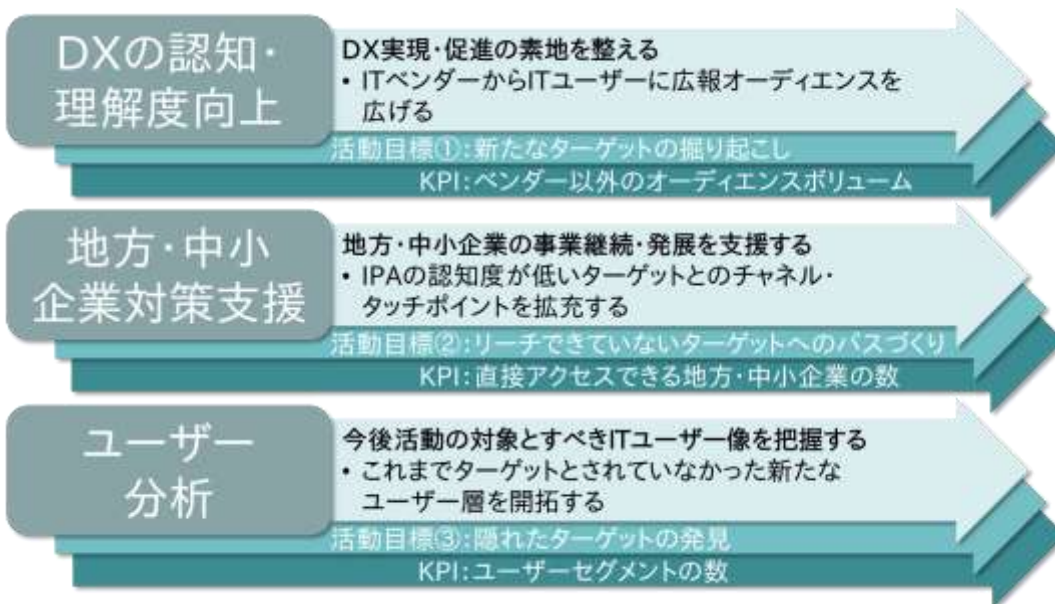 DXの認知・
理解度向上
DX実現・促進の素地を整える
• ITベンダーからITユーザーに広報オーディエンスを
広げる
活動目標①:新たなターゲットの掘り起こし
KPI:ベンダー以外のオーディエンスボリューム
地方・中小
企業対策支援
地方・中小企業の事業継続・発展を支援する
• IPAの認知度が低いターゲットとのチャネル・
タッチポイントを拡充する
活動目標②:リーチできていないターゲットへのパスづくり
KPI:直接アクセスできる地方・中小企業の数
ユーザー
分析
今後活動の対象とすべきITユーザー像を把握する
• これまでターゲットとされていなかった新たな
ユーザー層を開拓する
活動目標③:隠れたターゲットの発見
KPI:ユーザーセグメントの数